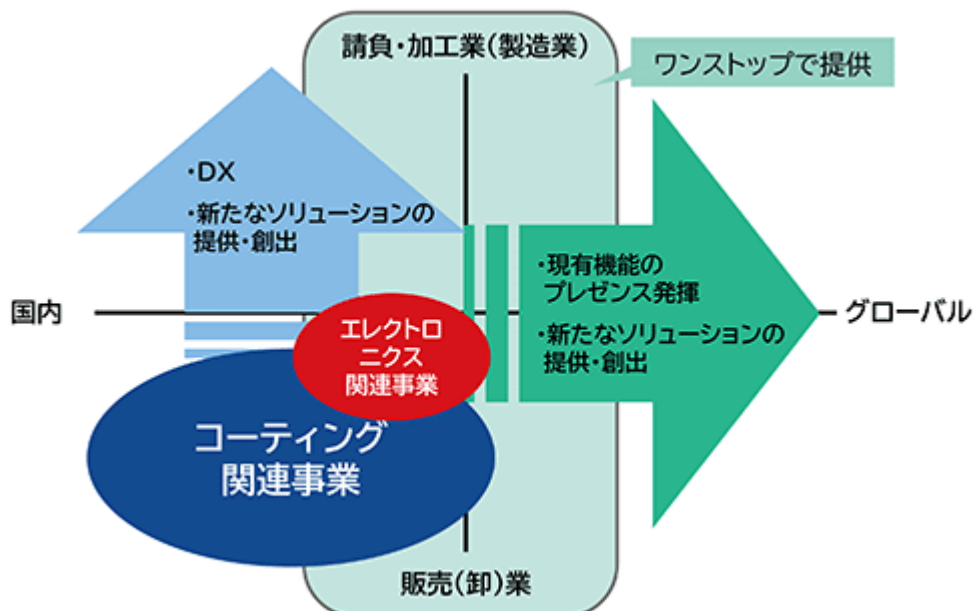 請負・加工業(製造業)
ワンストップで提供
・DX
・新たなソリューションの
提供・創出
・現有機能の
プレゼンス発揮
・新たなソリューションの
提供・創出
国内
グローバル
エレクトロ
ニクス
関連事業
コーティング
関連事業
販売(卸)業